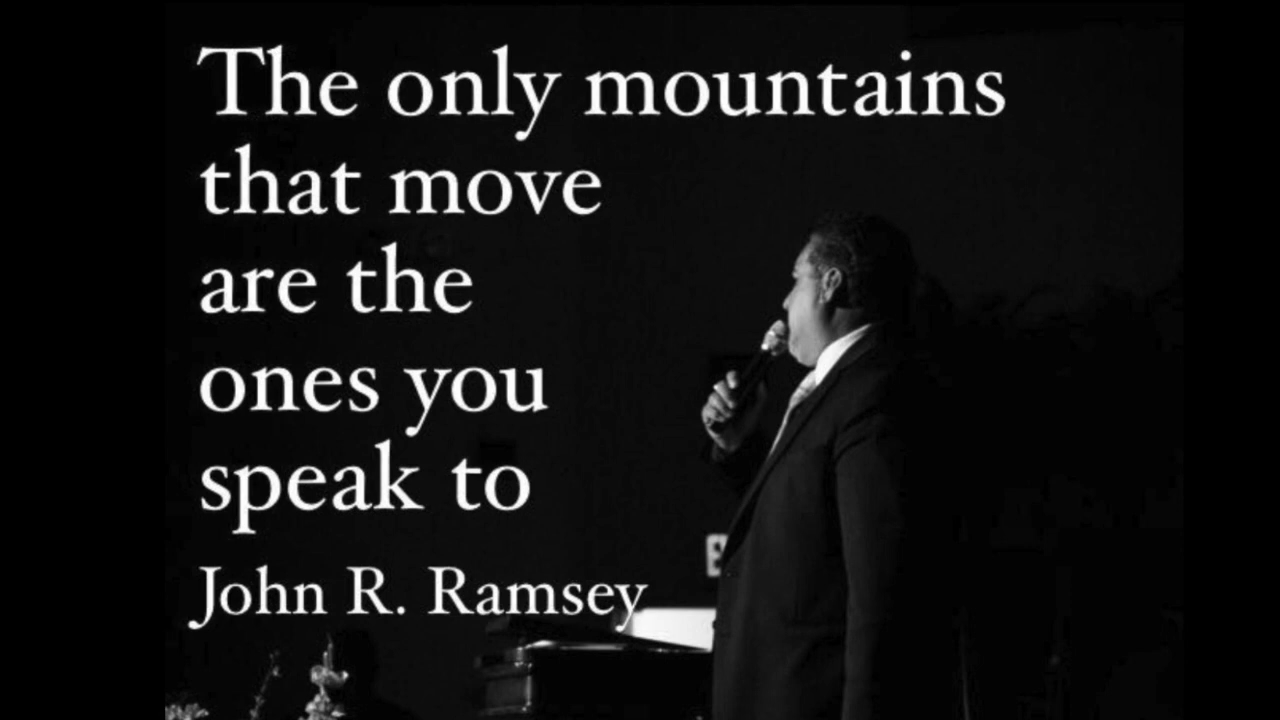 The only mountains
that move
are the
ones you
speak to
John R. Ramsey